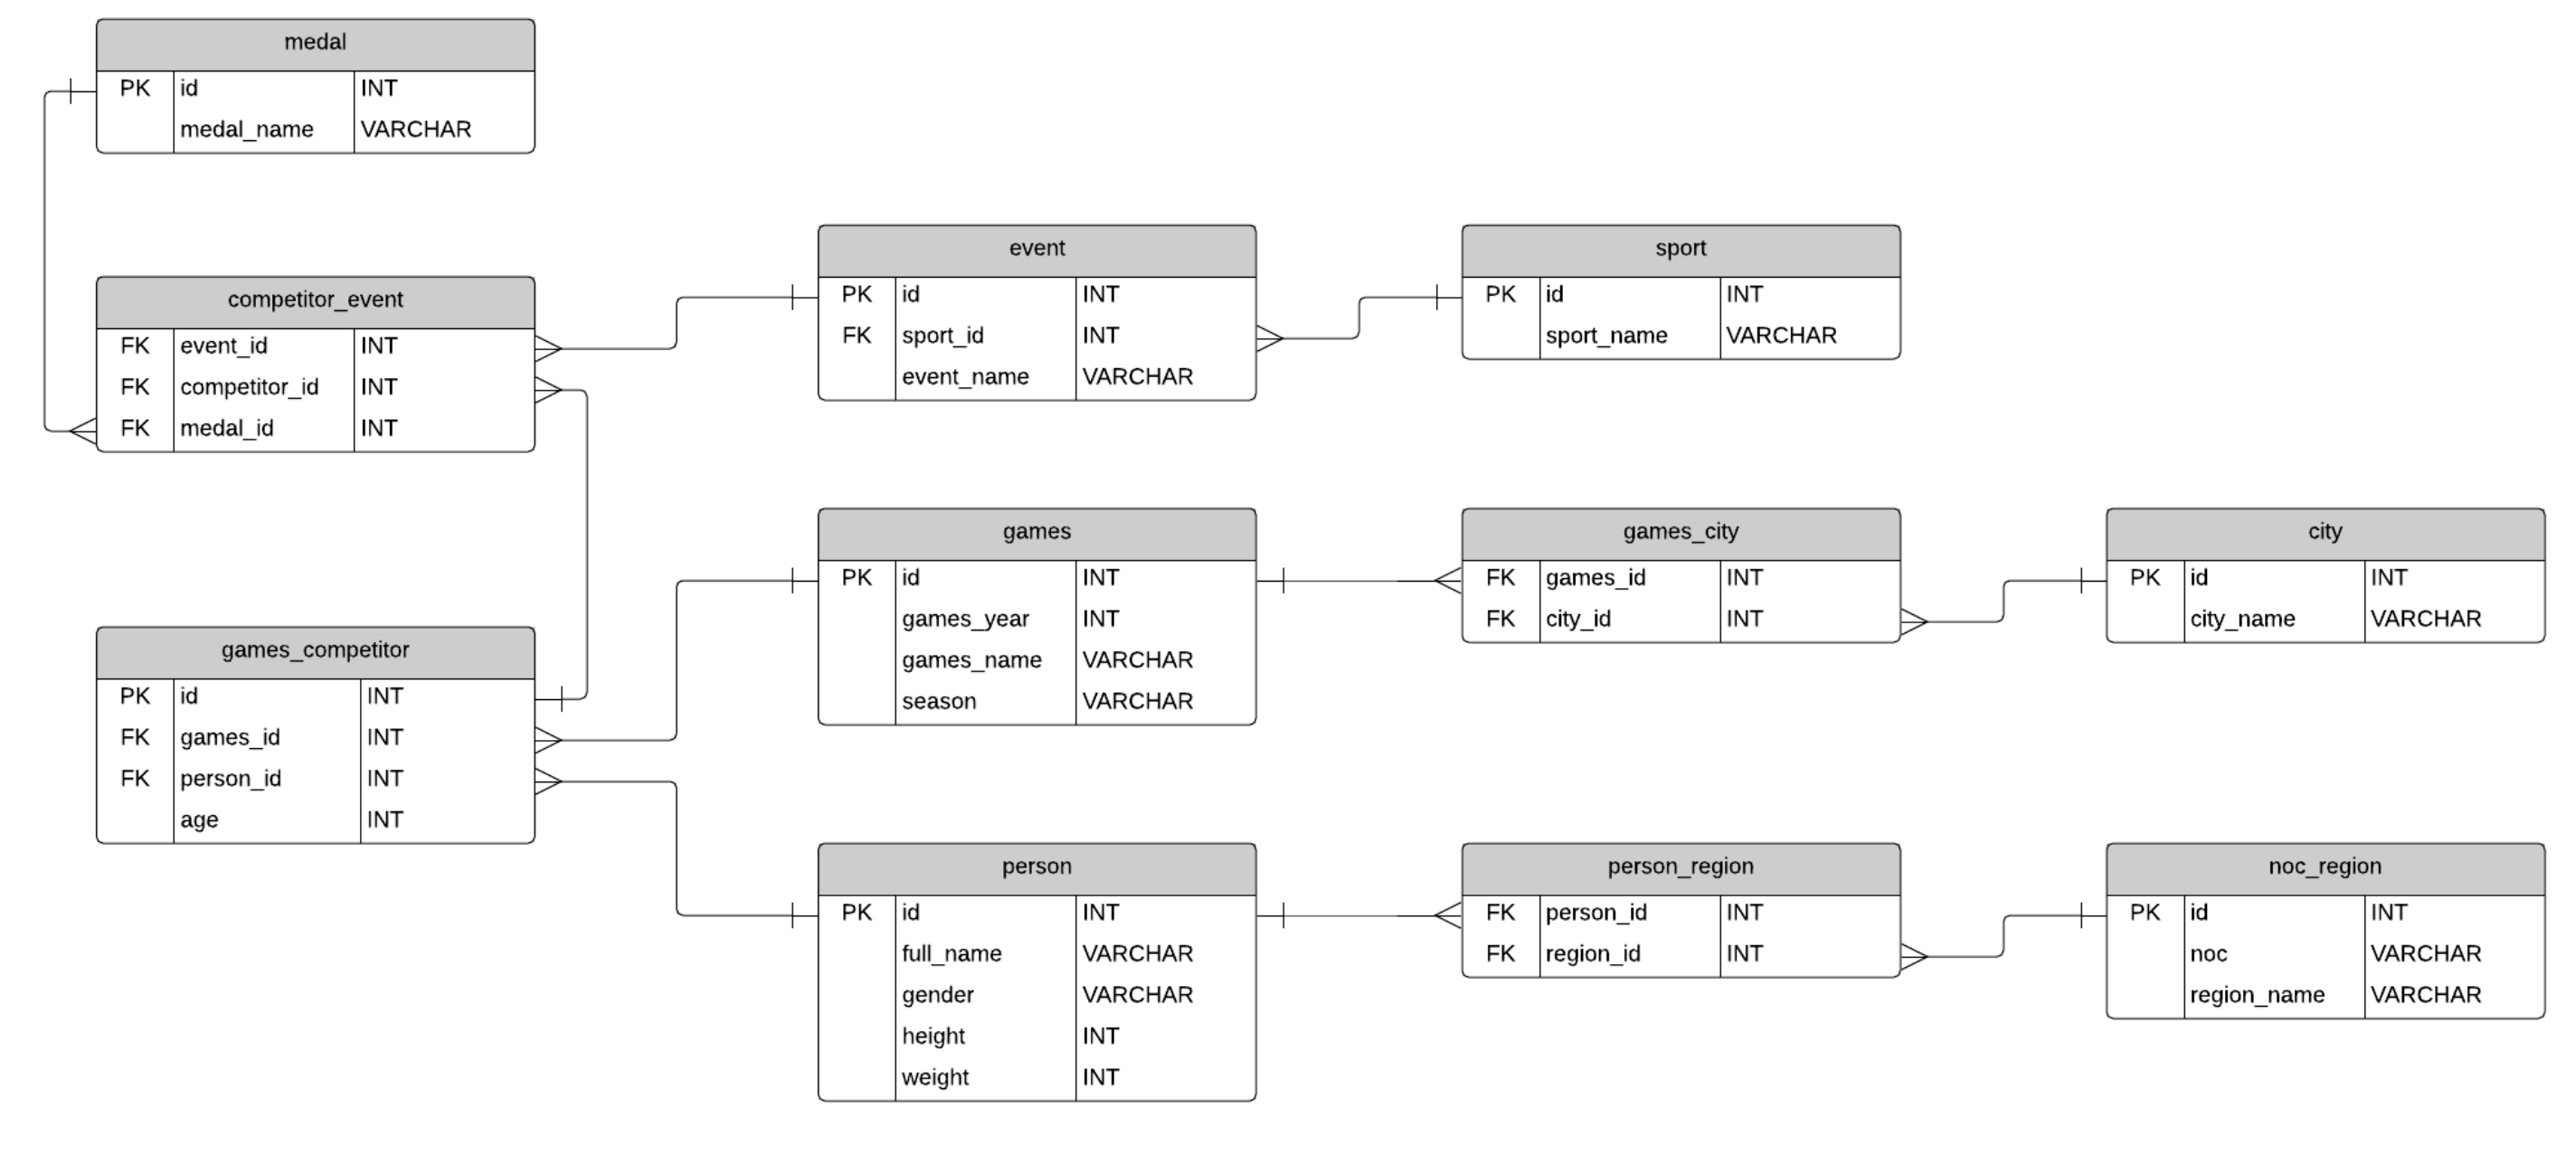 medal
PK id INT
medal_name VARCHAR
competitor_event
FK event_id INT
FK competitor_id INT
FK medal_id INT
event
PK id INT
FK sport_id INT
event_name VARCHAR
sport
PK id INT
sport_name VARCHAR
games_competitor
PK id INT
FK games_id INT
FK person_id INT
age INT
games
PK id INT
games_year INT
games_name VARCHAR
season VARCHAR
games_city
FK games_id INT
FK city_id INT
city
PK id INT
city_name VARCHAR
person
PK id INT
full_name VARCHAR
gender VARCHAR
height INT
weight INT
person_region
FK person_id INT
FK region_id INT
noc_region
PK id INT
noc VARCHAR
region_name VARCHAR